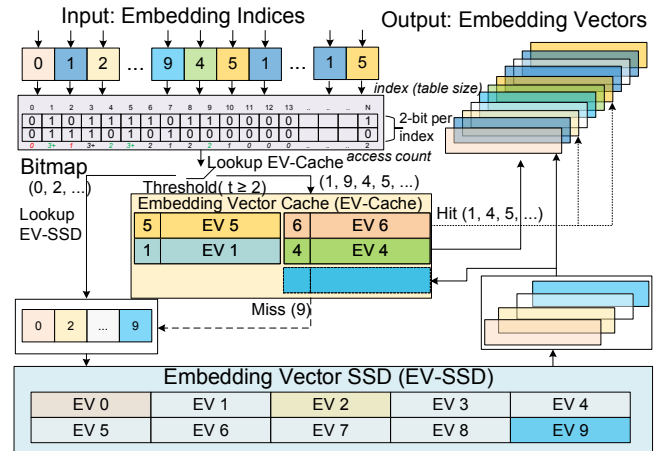 Input: Embedding Indices
Output: Embedding Vectors
0 1 2 ... 9 4 5 1 ... 1 5
index (table size)
0 1 2 3 4 5 6 7 8 9 10 11 12 13 .. .. .. N
2-bit per
index
access count
Bitmap
Lookup EV-Cache
(0, 2, ...)
Threshold( t ≥ 2)
(1, 9, 4, 5, ...)
Lookup
EV-SSD
Embedding Vector Cache (EV-Cache)
5 EV 5 6 EV 6
1 EV 1 4 EV 4
Hit (1, 4, 5, ...)
Miss (9)
0 2 ... 9
Embedding Vector SSD (EV-SSD)
EV 0 EV 1 EV 2 EV 3 EV 4
EV 5 EV 6 EV 7 EV 8 EV 9